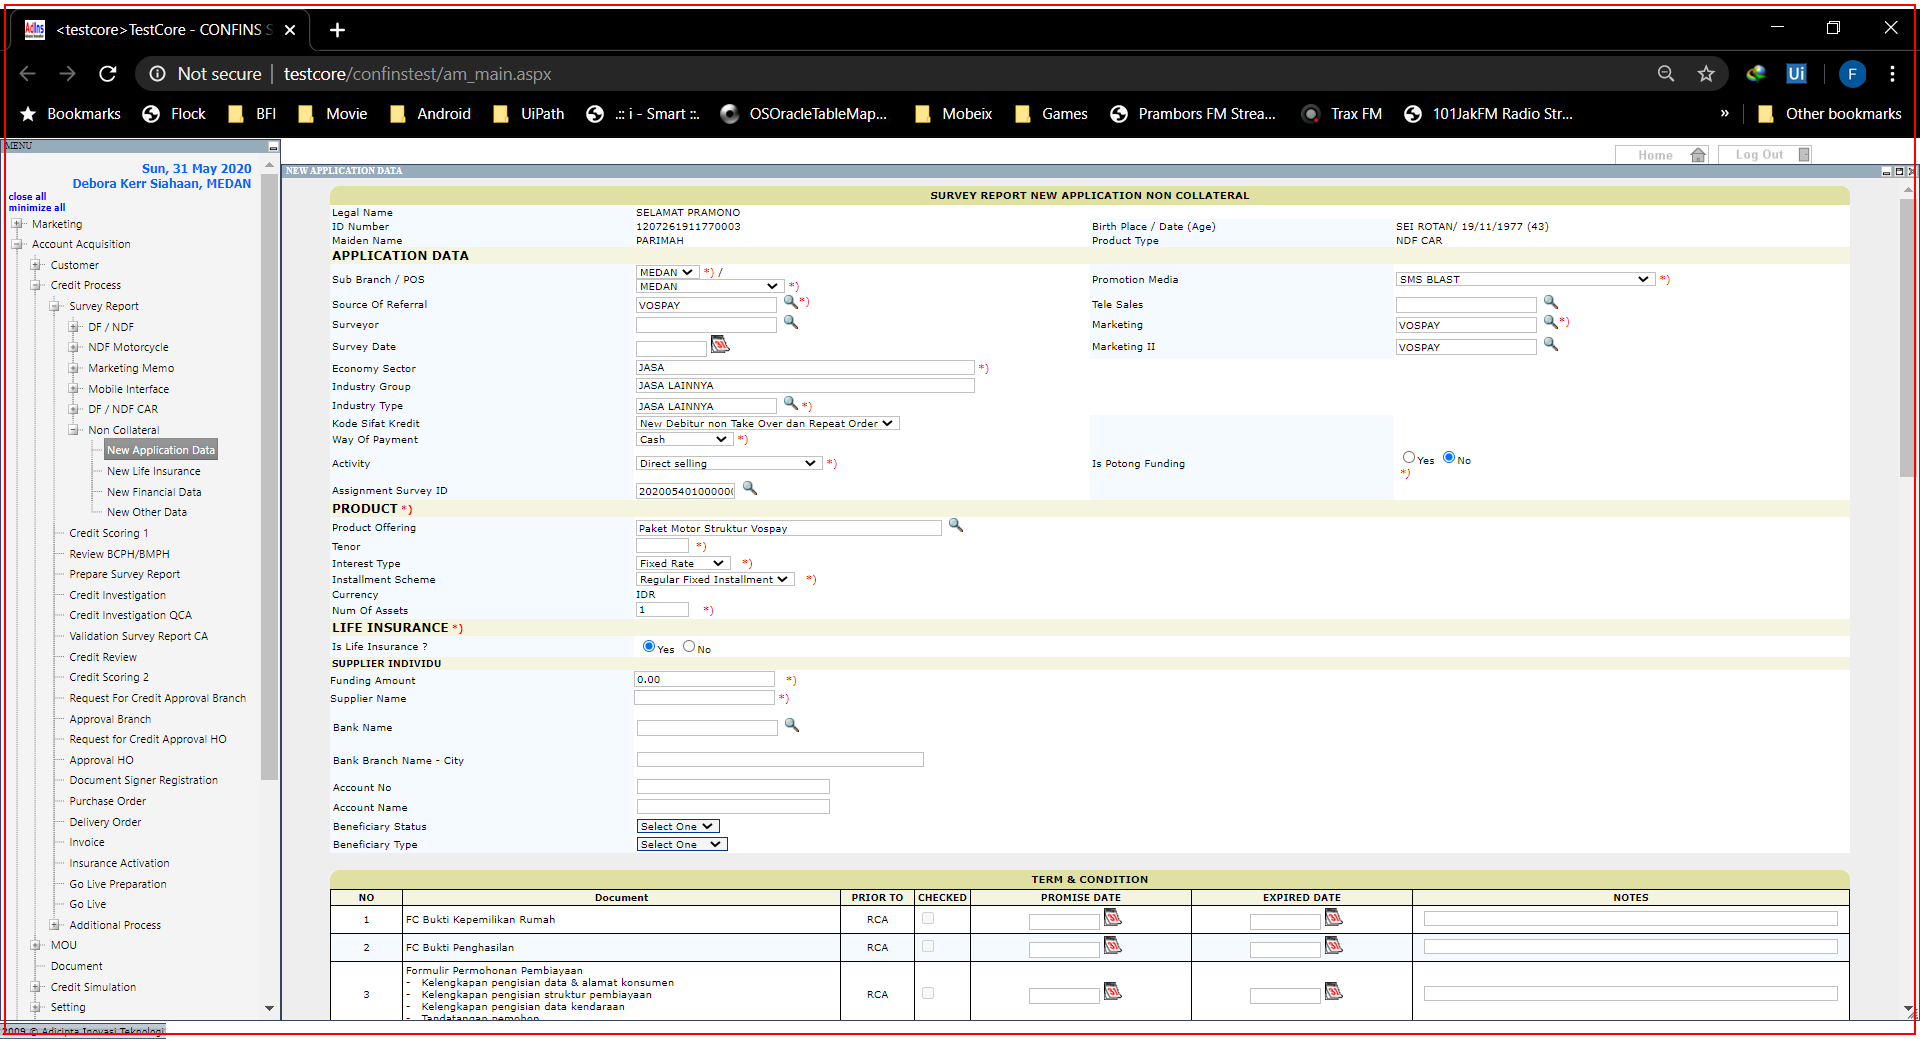 <testcore>TestCore - CONFINS S
Not secure | testcore/confinstest/am_main.aspx
Ui
F
Bookmarks Flock BFI Movie Android UiPath .:: i - Smart ::. OSOracleTableMap... Mobeix Games Prambors FM Strea... Trax FM 101JakFM Radio Str... » Other bookmarks
MENU
Home Log Out
Sun, 31 May 2020
Debora Kerr Siahaan, MEDAN
close all
minimize all
Marketing
Account Acquisition
Customer
Credit Process
Survey Report
DF / NDF
NDF Motorcycle
Marketing Memo
Mobile Interface
DF / NDF CAR
Non Collateral
New Application Data
New Life Insurance
New Financial Data
New Other Data
Credit Scoring 1
Review BCPH/BMPH
Prepare Survey Report
Credit Investigation
Credit Investigation QCA
Validation Survey Report CA
Credit Review
Credit Scoring 2
Request For Credit Approval Branch
Approval Branch
Request for Credit Approval HO
Approval HO
Document Signer Registration
Purchase Order
Delivery Order
Invoice
Insurance Activation
Go Live Preparation
Go Live
Additional Process
MOU
Document
Credit Simulation
Setting
2009 © Adicipta Inovasi Teknologi
NEW APPLICATION DATA
SURVEY REPORT NEW APPLICATION NON COLLATERAL
Legal Name SELAMAT PRAMONO
ID Number 1207261911770003 Birth Place / Date (Age) SEI ROTAN/ 19/11/1977 (43)
Maiden Name PARIMAH Product Type NDF CAR
APPLICATION DATA
Sub Branch / POS MEDAN *) / MEDAN *) Promotion Media SMS BLAST *)
Source Of Referral VOSPAY *) Tele Sales
Surveyor Marketing VOSPAY *)
Survey Date 31 Marketing II VOSPAY
Economy Sector JASA *)
Industry Group JASA LAINNYA
Industry Type JASA LAINNYA *)
Kode Sifat Kredit New Debitur non Take Over dan Repeat Order
Way Of Payment Cash *)
Activity Direct selling *) Is Potong Funding Yes No *)
Assignment Survey ID 20200540100000
PRODUCT *)
Product Offering Paket Motor Struktur Vospay
Tenor *)
Interest Type Fixed Rate *)
Installment Scheme Regular Fixed Installment *)
Currency IDR
Num Of Assets 1 *)
LIFE INSURANCE *)
Is Life Insurance ? Yes No
SUPPLIER INDIVIDU
Funding Amount 0.00 *)
Supplier Name *)
Bank Name
Bank Branch Name - City
Account No
Account Name
Beneficiary Status Select One
Beneficiary Type Select One
TERM & CONDITION
NO Document PRIOR TO CHECKED PROMISE DATE EXPIRED DATE NOTES
1 FC Bukti Kepemilikan Rumah RCA 31 31
2 FC Bukti Penghasilan RCA 31 31
3 Formulir Permohonan Pembiayaan RCA 31 31
- Kelengkapan pengisian data & alamat konsumen
- Kelengkapan pengisian struktur pembiayaan
- Kelengkapan pengisian data kendaraan
- Tandatangan pemohon